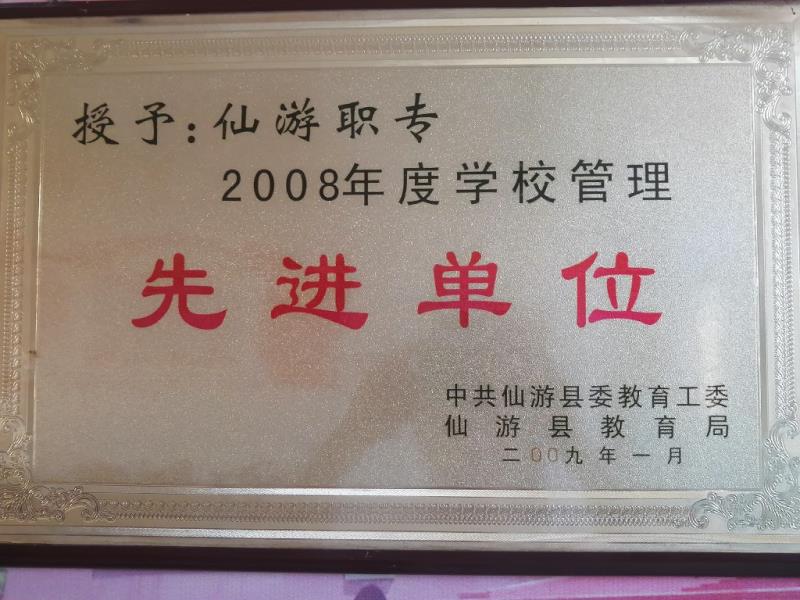 授予：仙游职专
2008年度学校管理
先进单位
中共仙游县委教育工委
仙游县教育局
二00九年一月